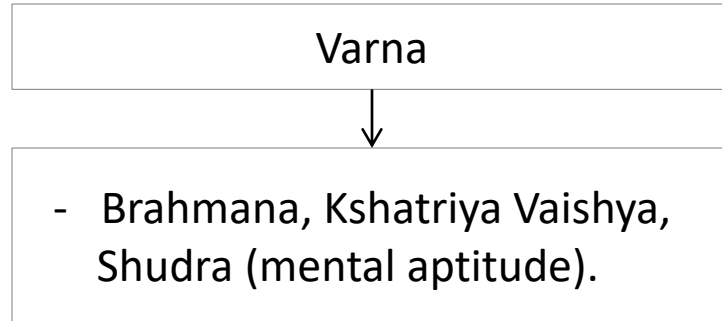 Varna
- Brahmana, Kshatriya Vaishya,
Shudra (mental aptitude).